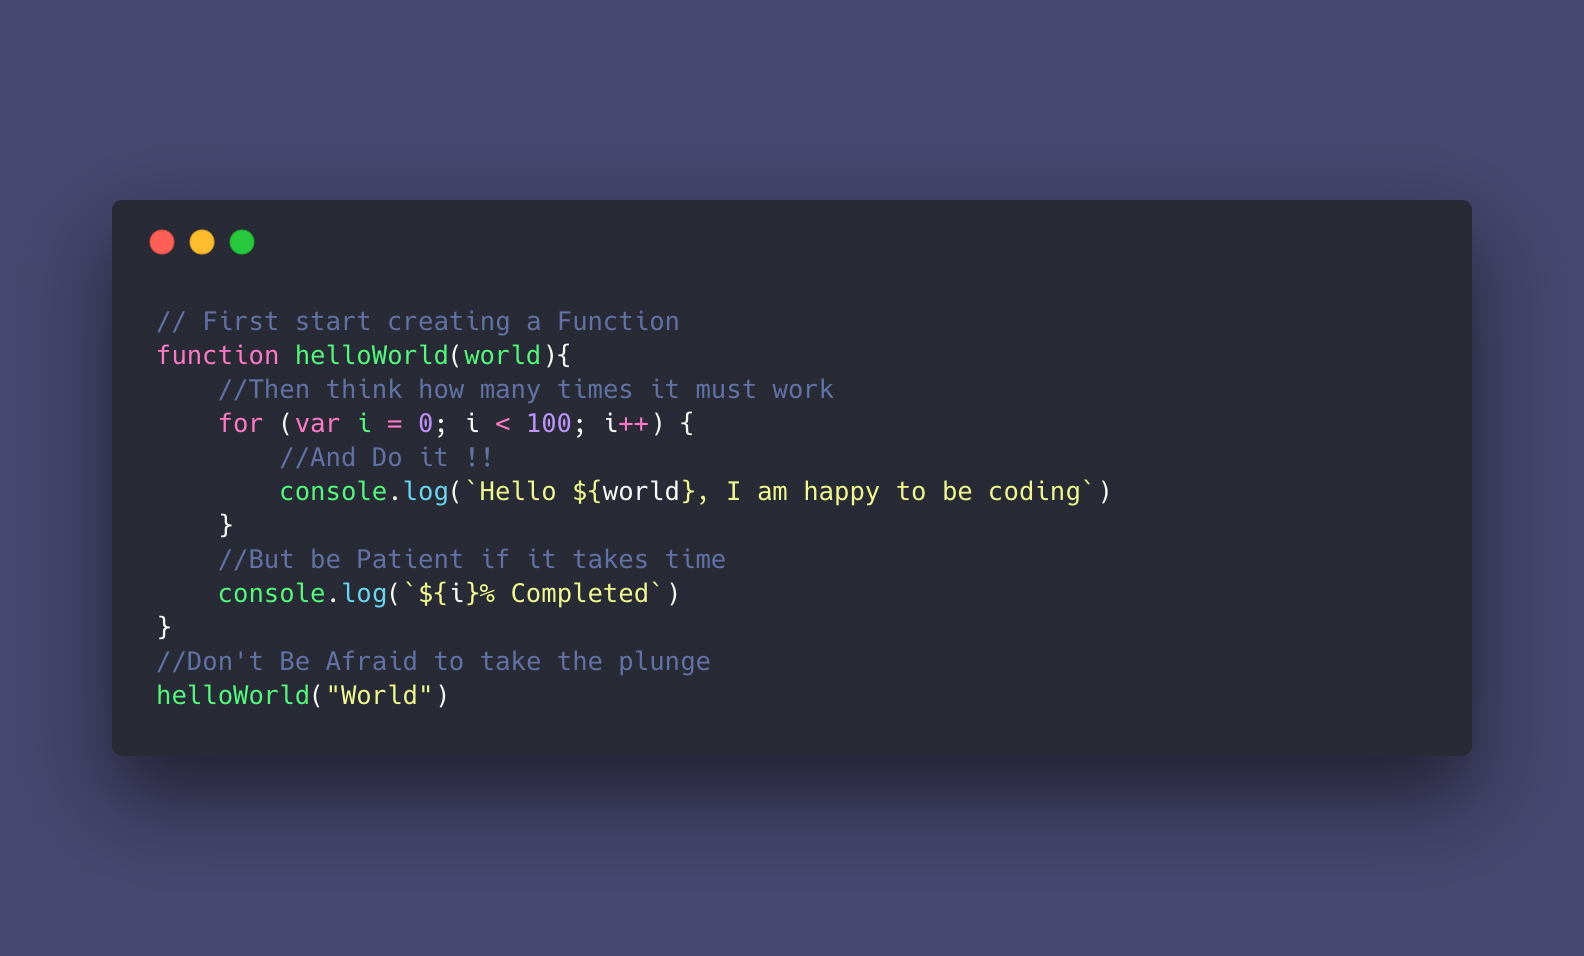 // First start creating a Function
function helloWorld(world){
    //Then think how many times it must work
    for (var i = 0; i < 100; i++) {
        //And Do it !!
        console.log(`Hello ${world}, I am happy to be coding`)
    }
    //But be Patient if it takes time
    console.log(`${i}% Completed`)
}
//Don't Be Afraid to take the plunge
helloWorld("World")